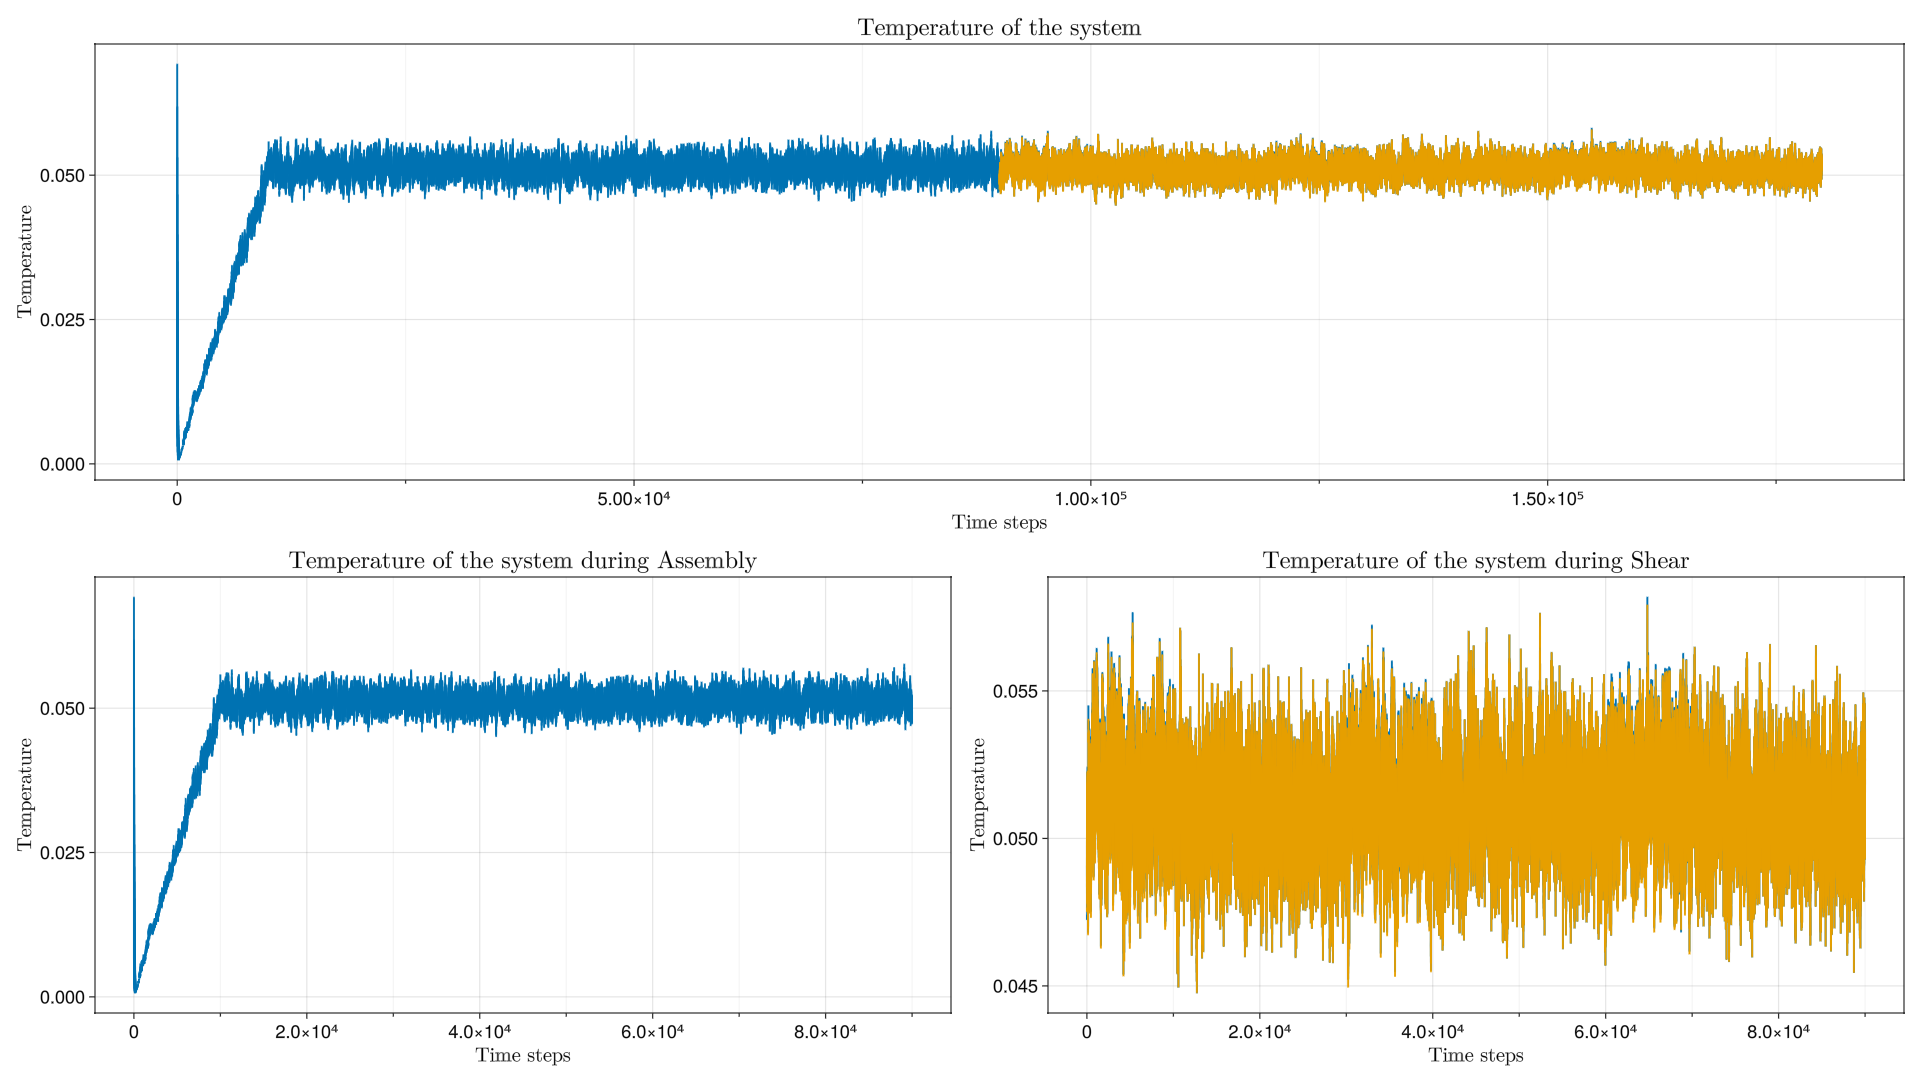 Temperature of the system
Temperature
0.050
0.025
0.000
0
5.00×10⁴
1.00×10⁵
1.50×10⁵
Time steps
Temperature of the system during Assembly
Temperature
0.050
0.025
0.000
0
2.0×10⁴
4.0×10⁴
6.0×10⁴
8.0×10⁴
Time steps
Temperature of the system during Shear
Temperature
0.055
0.050
0.045
0
2.0×10⁴
4.0×10⁴
6.0×10⁴
8.0×10⁴
Time steps